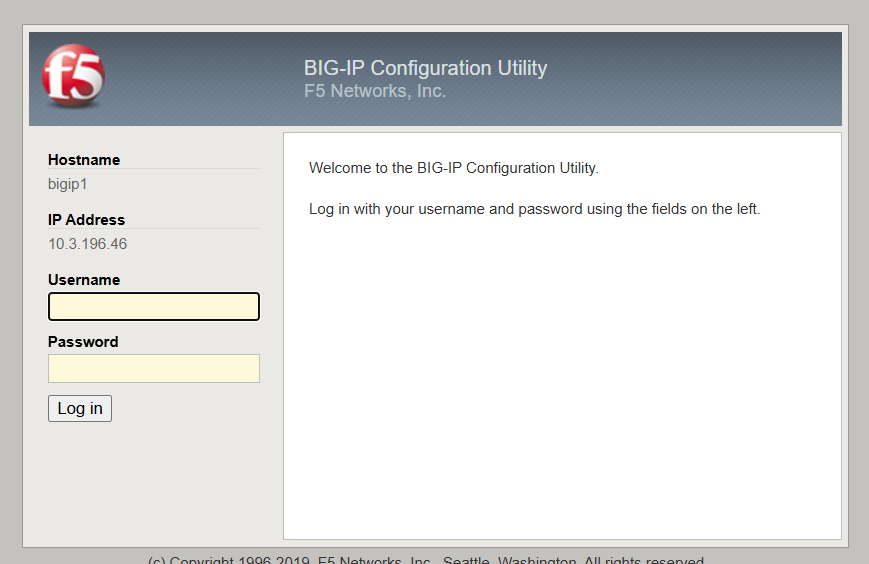 f5
BIG-IP Configuration Utility
F5 Networks, Inc.
Hostname
bigip1
IP Address
10.3.196.46
Username
Password
Log in
Welcome to the BIG-IP Configuration Utility.
Log in with your username and password using the fields on the left.
(c) Copyright 1996-2019, F5 Networks, Inc., Seattle, Washington. All rights reserved.